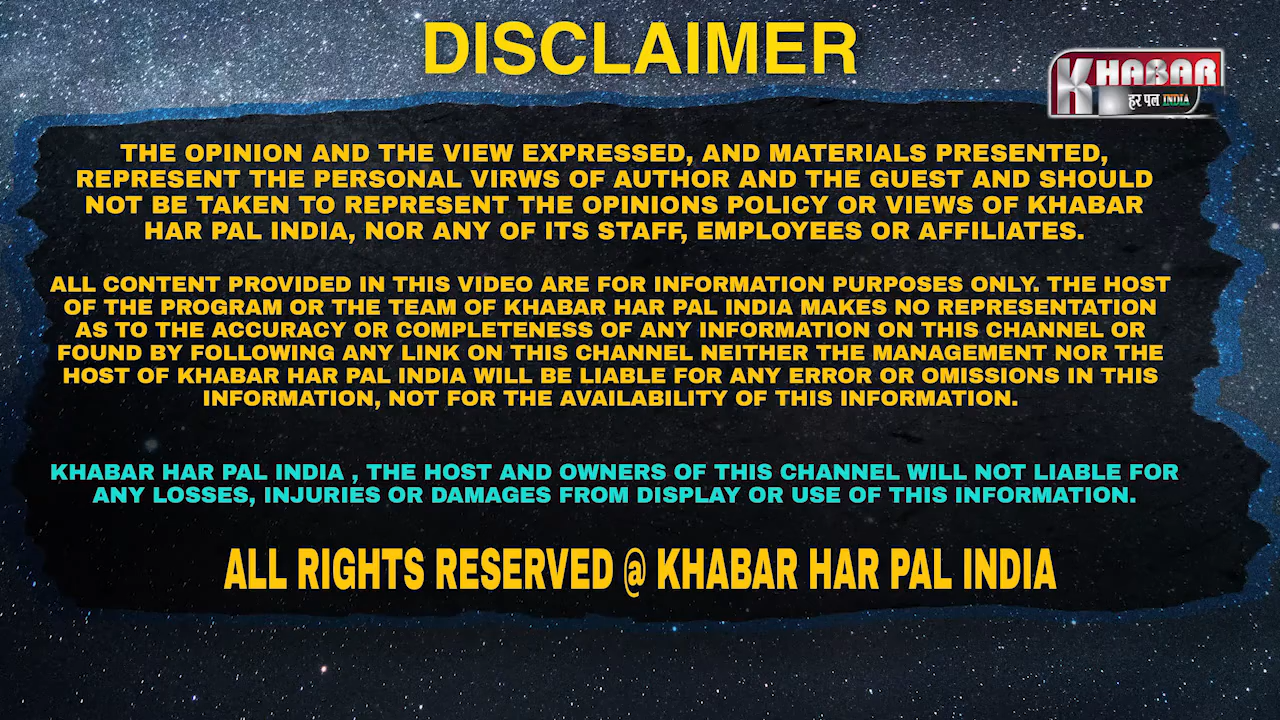 DISCLAIMER
KHABAR
हर पल INDIA
THE OPINION AND THE VIEW EXPRESSED, AND MATERIALS PRESENTED,
REPRESENT THE PERSONAL VIRWS OF AUTHOR AND THE GUEST AND SHOULD
NOT BE TAKEN TO REPRESENT THE OPINIONS POLICY OR VIEWS OF KHABAR
HAR PAL INDIA, NOR ANY OF ITS STAFF, EMPLOYEES OR AFFILIATES.
ALL CONTENT PROVIDED IN THIS VIDEO ARE FOR INFORMATION PURPOSES ONLY. THE HOST
OF THE PROGRAM OR THE TEAM OF KHABAR HAR PAL INDIA MAKES NO REPRESENTATION
AS TO THE ACCURACY OR COMPLETENESS OF ANY INFORMATION ON THIS CHANNEL OR
FOUND BY FOLLOWING ANY LINK ON THIS CHANNEL NEITHER THE MANAGEMENT NOR THE
HOST OF KHABAR HAR PAL INDIA WILL BE LIABLE FOR ANY ERROR OR OMISSIONS IN THIS
INFORMATION, NOT FOR THE AVAILABILITY OF THIS INFORMATION.
KHABAR HAR PAL INDIA , THE HOST AND OWNERS OF THIS CHANNEL WILL NOT LIABLE FOR
ANY LOSSES, INJURIES OR DAMAGES FROM DISPLAY OR USE OF THIS INFORMATION.
ALL RIGHTS RESERVED @ KHABAR HAR PAL INDIA